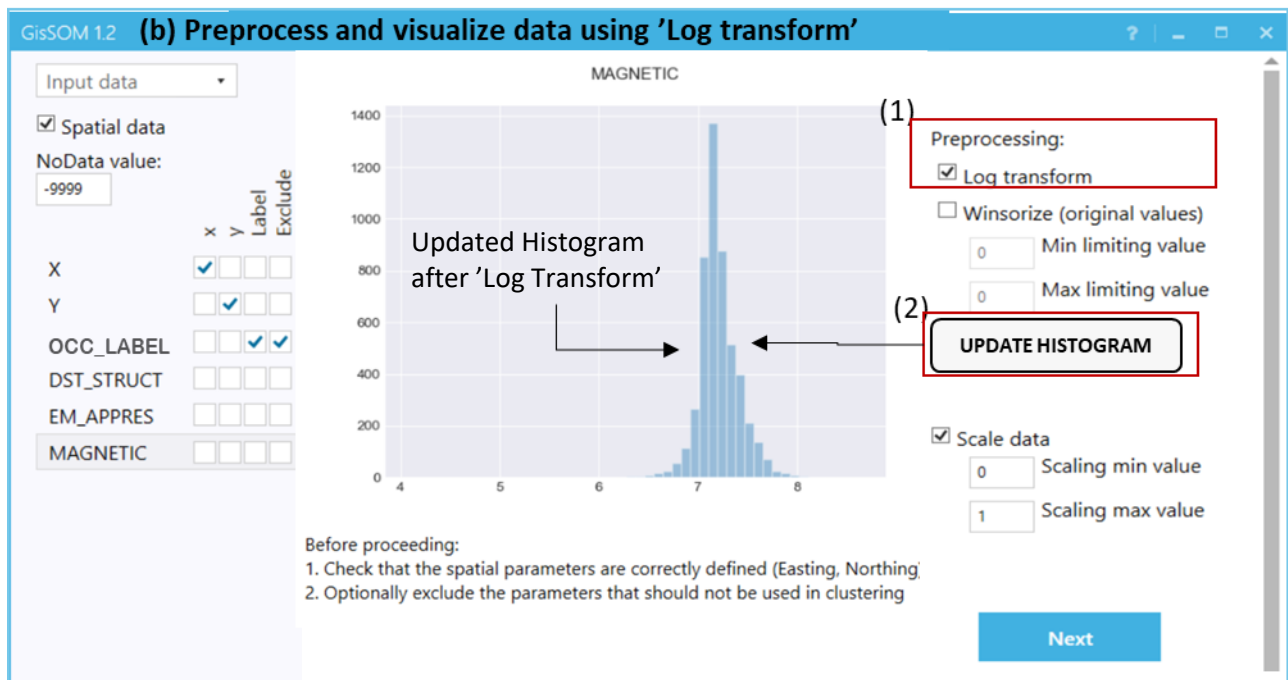 GisSOM 1.2 (b) Preprocess and visualize data using ’Log transform’
?
Input data
Spatial data
NoData value:
-9999
x y Label Exclude
X
Y
OCC_LABEL
DST_STRUCT
EM_APPRES
MAGNETIC
MAGNETIC
1400
1200
1000
800
600
400
200
0
4 5 6 7 8
Updated Histogram
after ’Log Transform’
Before proceeding:
1. Check that the spatial parameters are correctly defined (Easting, Northing)
2. Optionally exclude the parameters that should not be used in clustering
(1)
Preprocessing:
Log transform
Winsorize (original values)
0 Min limiting value
0 Max limiting value
(2)
UPDATE HISTOGRAM
Scale data
0 Scaling min value
1 Scaling max value
Next